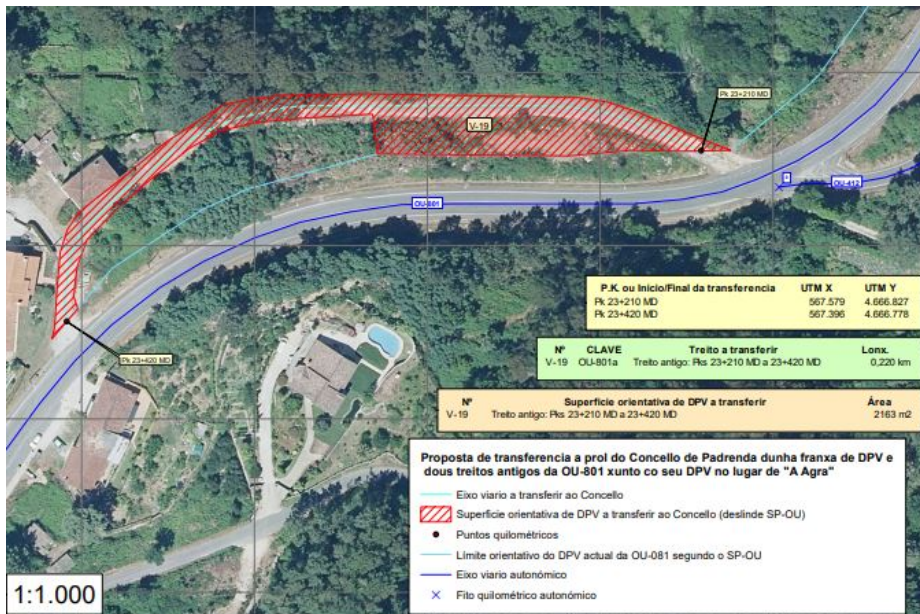 Pk 23+210 MD
V-19
OU-801
OU-412
Pk 23+420 MD
P.K. ou Início/Final da transferencia UTM X UTM Y
Pk 23+210 MD 567.579 4.666.827
Pk 23+420 MD 567.396 4.666.778
Nº CLAVE Treito a transferir Lonx.
V-19 OU-801a Treito antigo: Pks 23+210 MD a 23+420 MD 0,220 km
Nº Superficie orientativa de DPV a transferir Área
V-19 Treito antigo: Pks 23+210 MD a 23+420 MD 2163 m2
Proposta de transferencia a prol do Concello de Padrenda dunha franxa de DPV e
dous treitos antigos da OU-801 xunto co seu DPV no lugar de "A Agra"
Eixo viario a transferir ao Concello
Superficie orientativa de DPV a transferir ao Concello (deslinde SP-OU)
Puntos quilométricos
Límite orientativo do DPV actual da OU-081 segundo o SP-OU
Eixo viario autonómico
Fito quilométrico autonómico
1:1.000